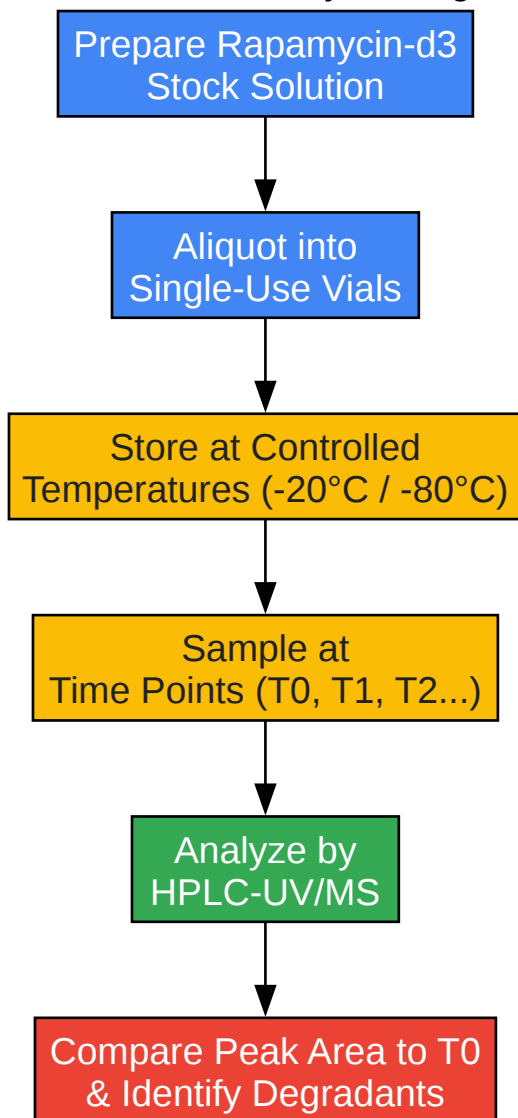 Prepare Rapamycin-d3
Stock Solution
Aliquot into
Single-Use Vials
Store at Controlled
Temperatures (-20°C / -80°C)
Sample at
Time Points (T0, T1, T2...)
Analyze by
HPLC-UV/MS
Compare Peak Area to T0
& Identify Degradants